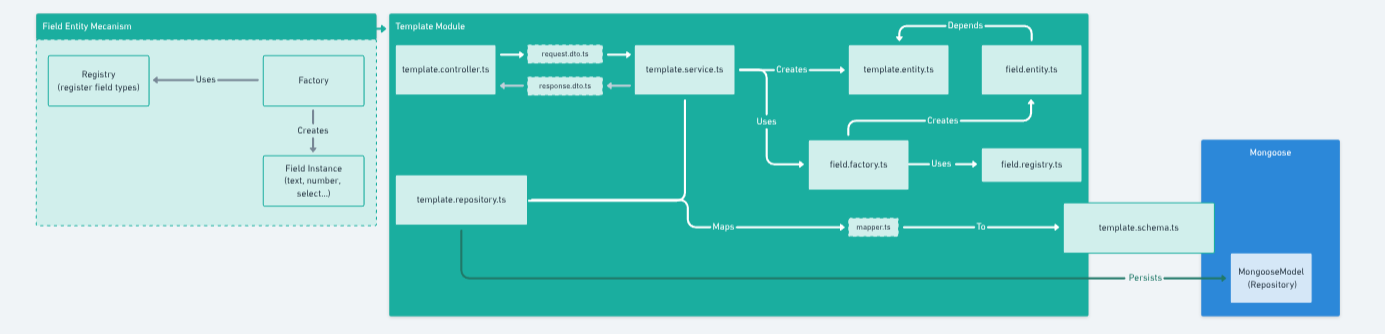 Field Entity Mecanism
Registry
(register field types)
Uses
Factory
Creates
Field Instance
(text, number,
select...)
Template Module
template.controller.ts
request.dto.ts
response.dto.ts
template.service.ts
Creates
template.entity.ts
Depends
field.entity.ts
Uses
Creates
field.factory.ts
Uses
field.registry.ts
template.repository.ts
Maps
mapper.ts
To
template.schema.ts
Persists
Mongoose
MongooseModel
(Repository)